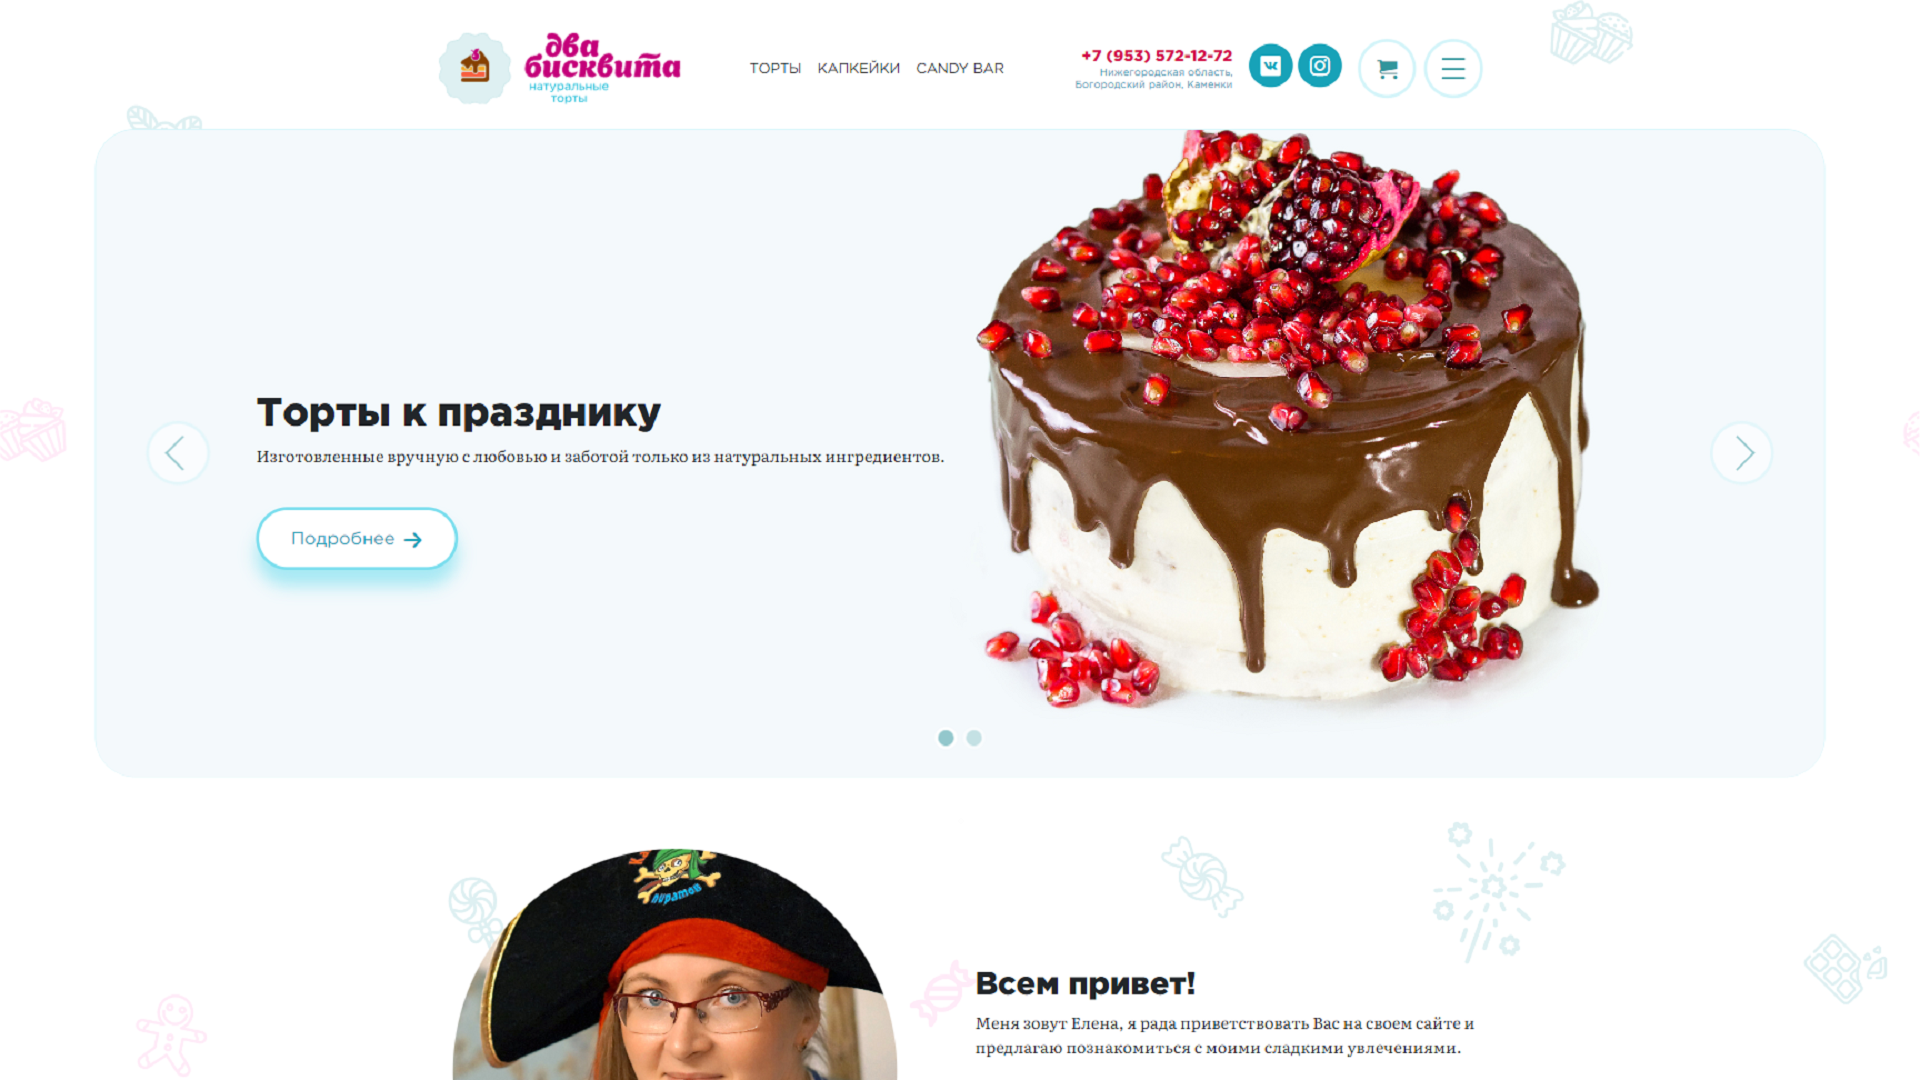 два
бисквита
натуральные
торты
ТОРТЫ КАПКЕЙКИ CANDY BAR
+7 (953) 572-12-72
Нижегородская область,
Богородский район, Каменки
Торты к празднику
Изготовленные вручную с любовью и заботой только из натуральных ингредиентов.
Подробнее
пиратов
Всем привет!
Меня зовут Елена, я рада приветствовать Вас на своем сайте и
предлагаю познакомиться с моими сладкими увлечениями.